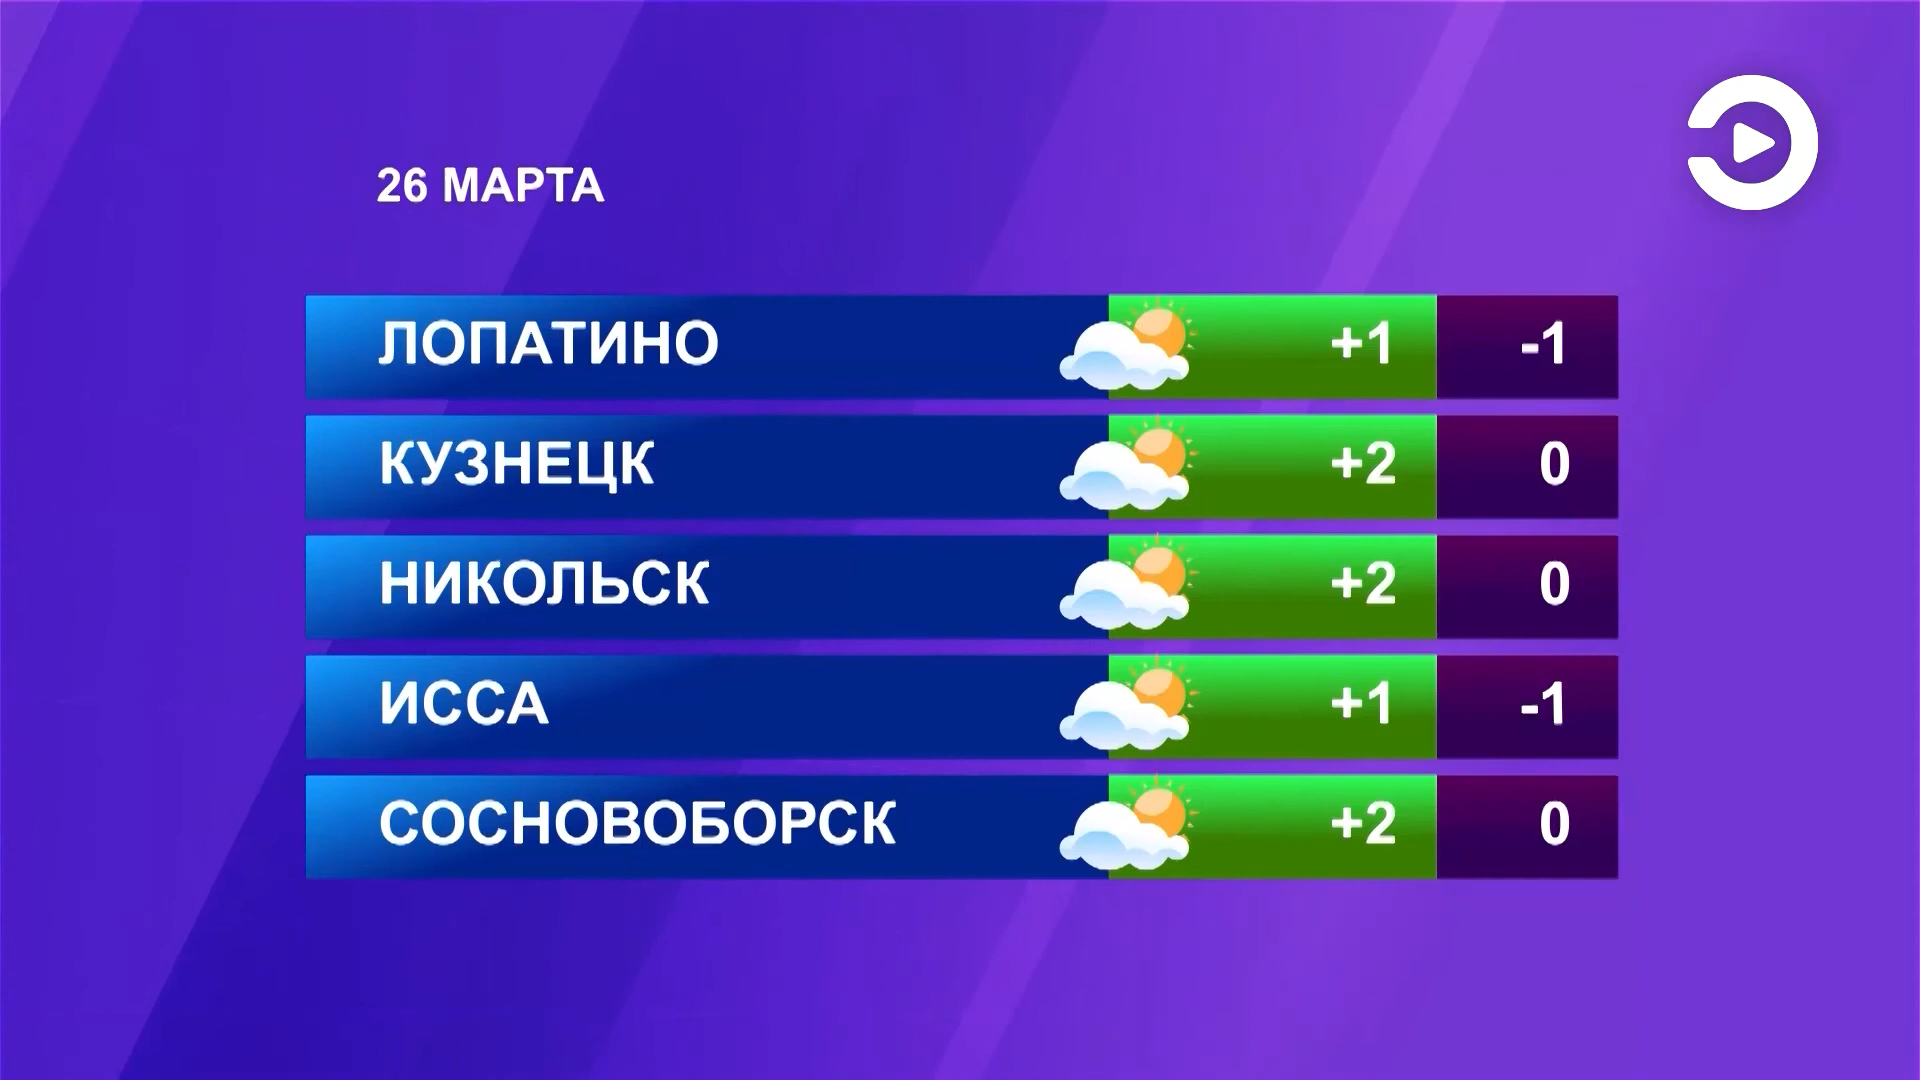 26 МАРТА
ЛОПАТИНО +1 -1
КУЗНЕЦК +2 0
НИКОЛЬСК +2 0
ИССА +1 -1
СОСНОВОБОРСК +2 0